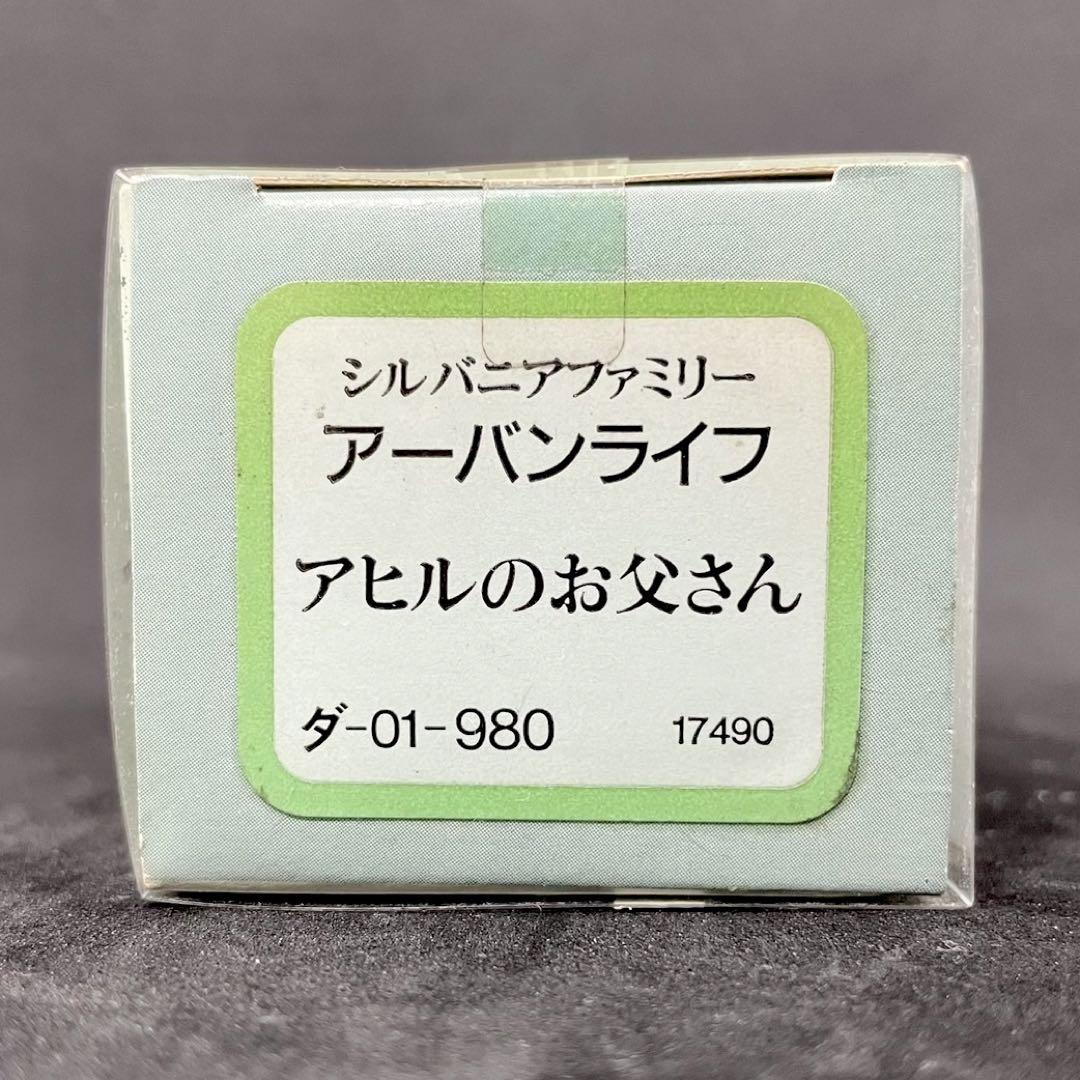 シルバニアファミリー
アーバンライフ
アヒルのお父さん
ダ-01-980 17490